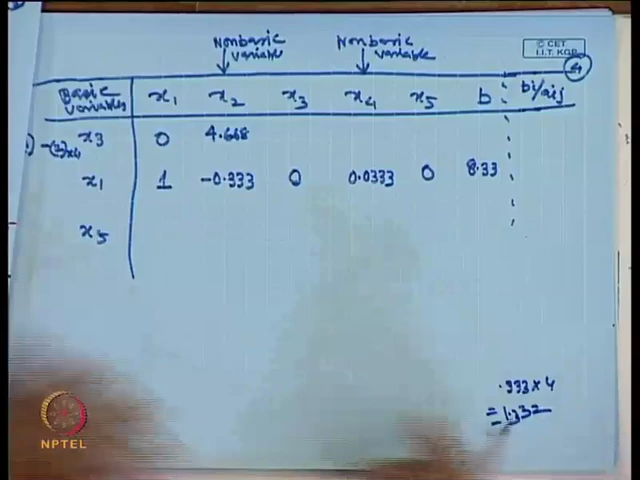 Nonbasic variable Nonbasic variable
© CET
I.I.T. KGP
4
Basic variables x1 x2 x3 x4 x5 b bi/aij
x3 0 4.668
x1 1 -0.333 0 0.0333 0 8.33
x5
.333×4
=1.332
NPTEL